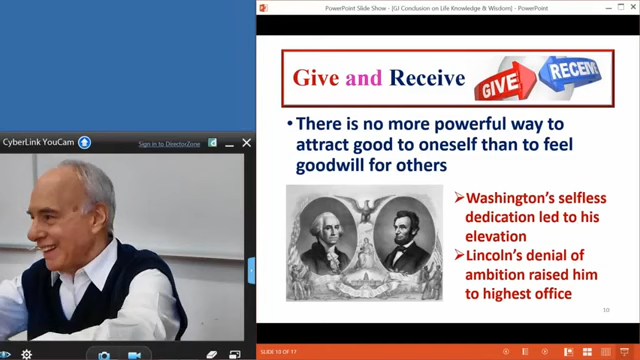 PowerPoint Slide Show - [GJ Conclusion on Life Knowledge & Wisdom] - PowerPoint
Give and Receive
GIVE
RECEIVE
• There is no more powerful way to
attract good to oneself than to feel
goodwill for others
CyberLink YouCam
Sign in to DirectorZone
➢Washington's selfless
dedication led to his
elevation
➢Lincoln's denial of
ambition raised him
to highest office
10
SLIDE 10 OF 17